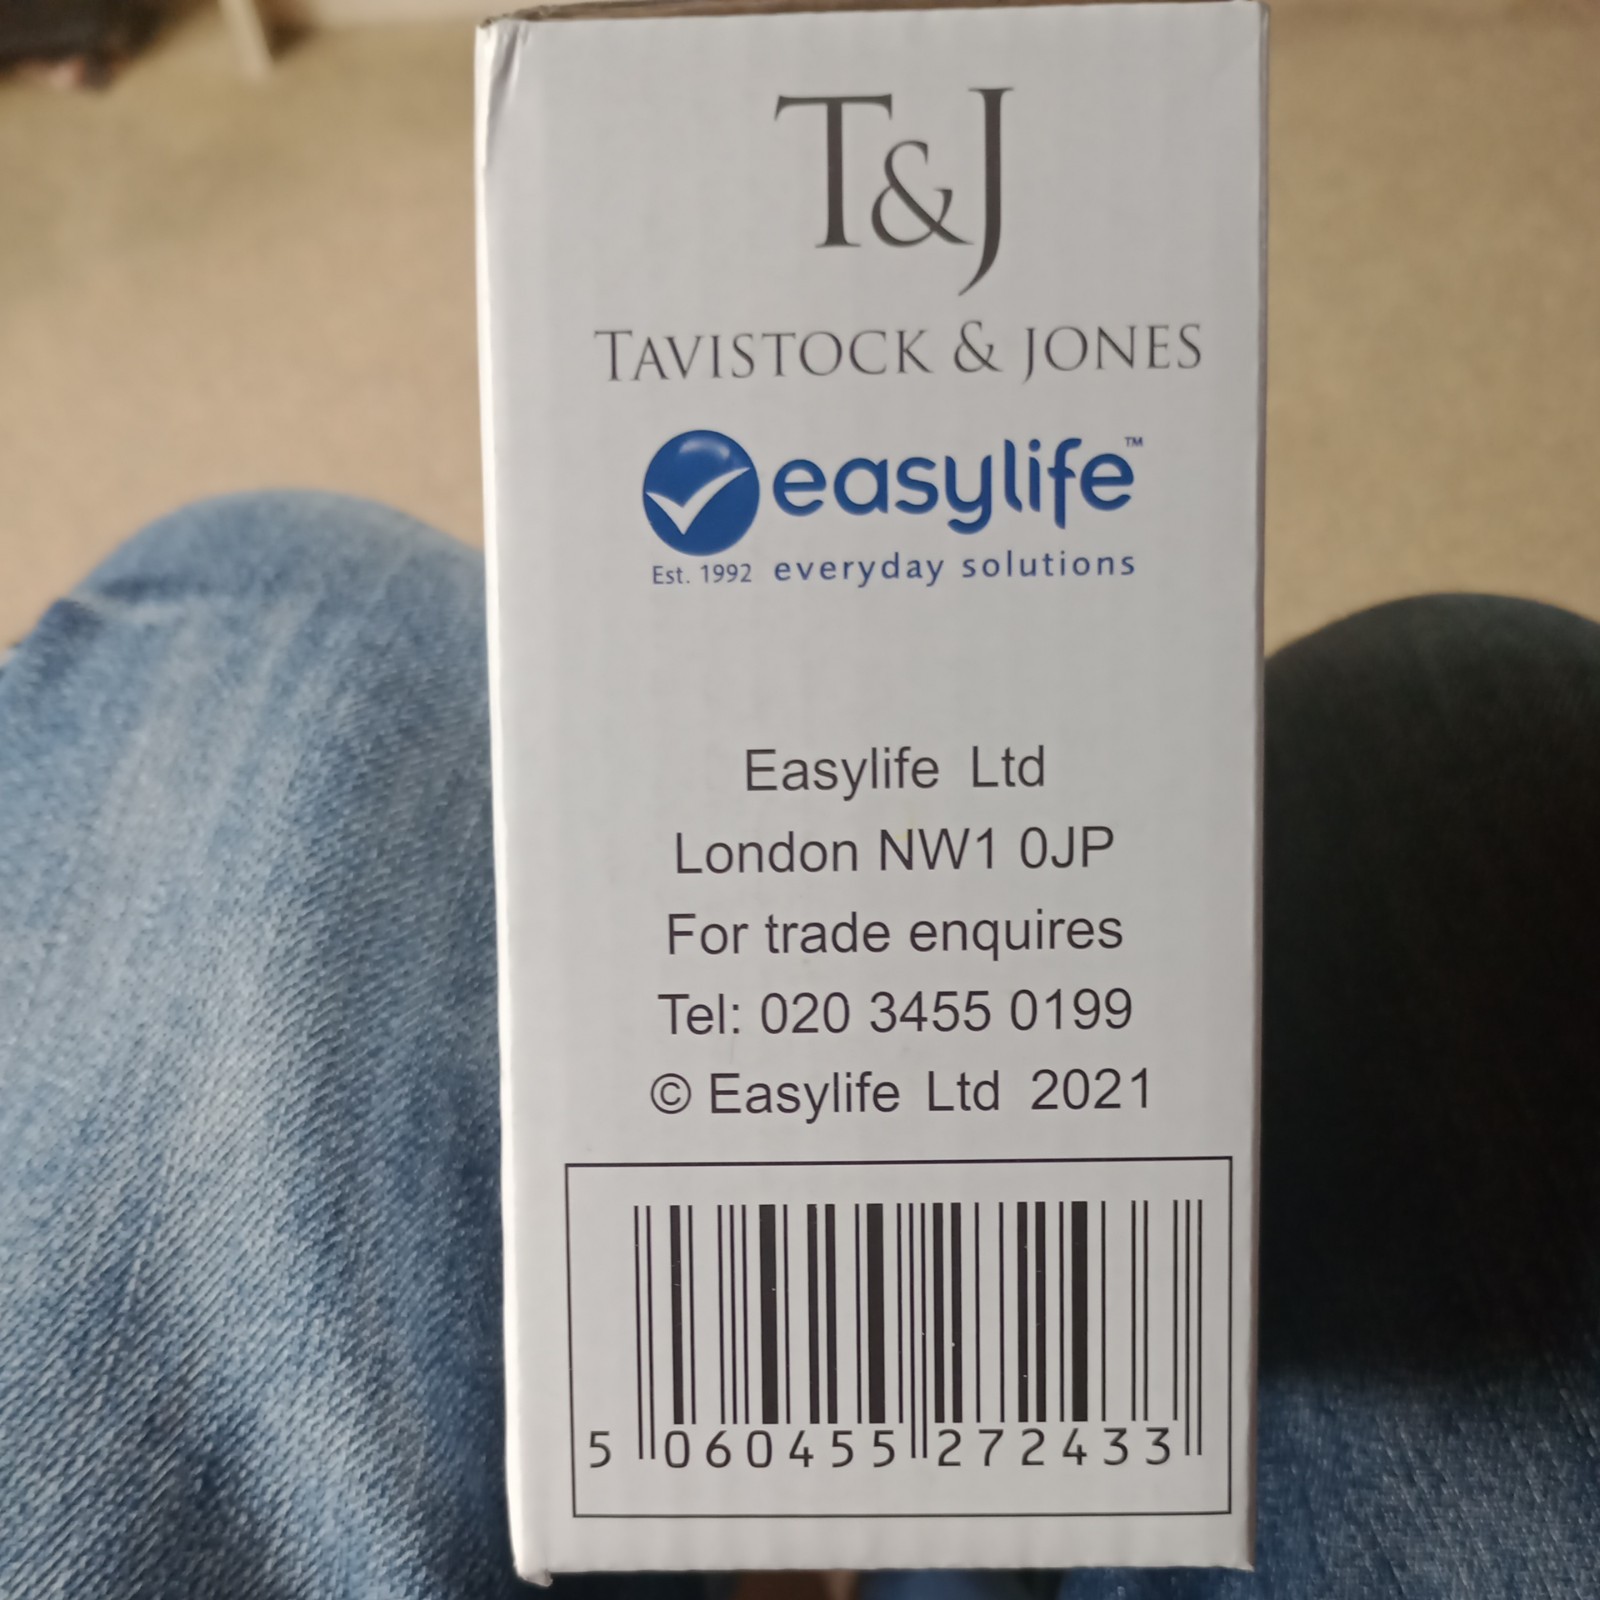 T&J
TAVISTOCK & JONES
easylife™
Est. 1992 everyday solutions
Easylife Ltd
London NW1 0JP
For trade enquires
Tel: 020 3455 0199
© Easylife Ltd 2021
5 060455 272433